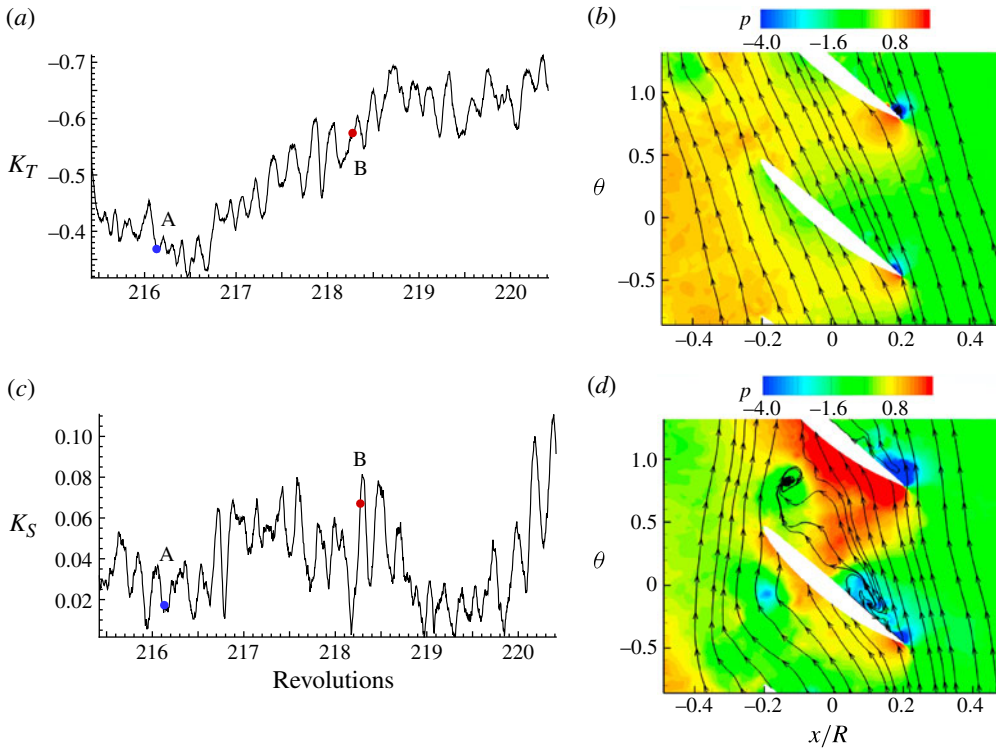 (a)
−0.7
−0.6
−0.5
−0.4
K_T
A
B
216 217 218 219 220
(b)
p
−4.0 −1.6 0.8
1.0
0.5
0
−0.5
θ
−0.4 −0.2 0 0.2 0.4
(c)
0.10
0.08
0.06
0.04
0.02
K_S
A
B
216 217 218 219 220
Revolutions
(d)
p
−4.0 −1.6 0.8
1.0
0.5
0
−0.5
θ
−0.4 −0.2 0 0.2 0.4
x/R